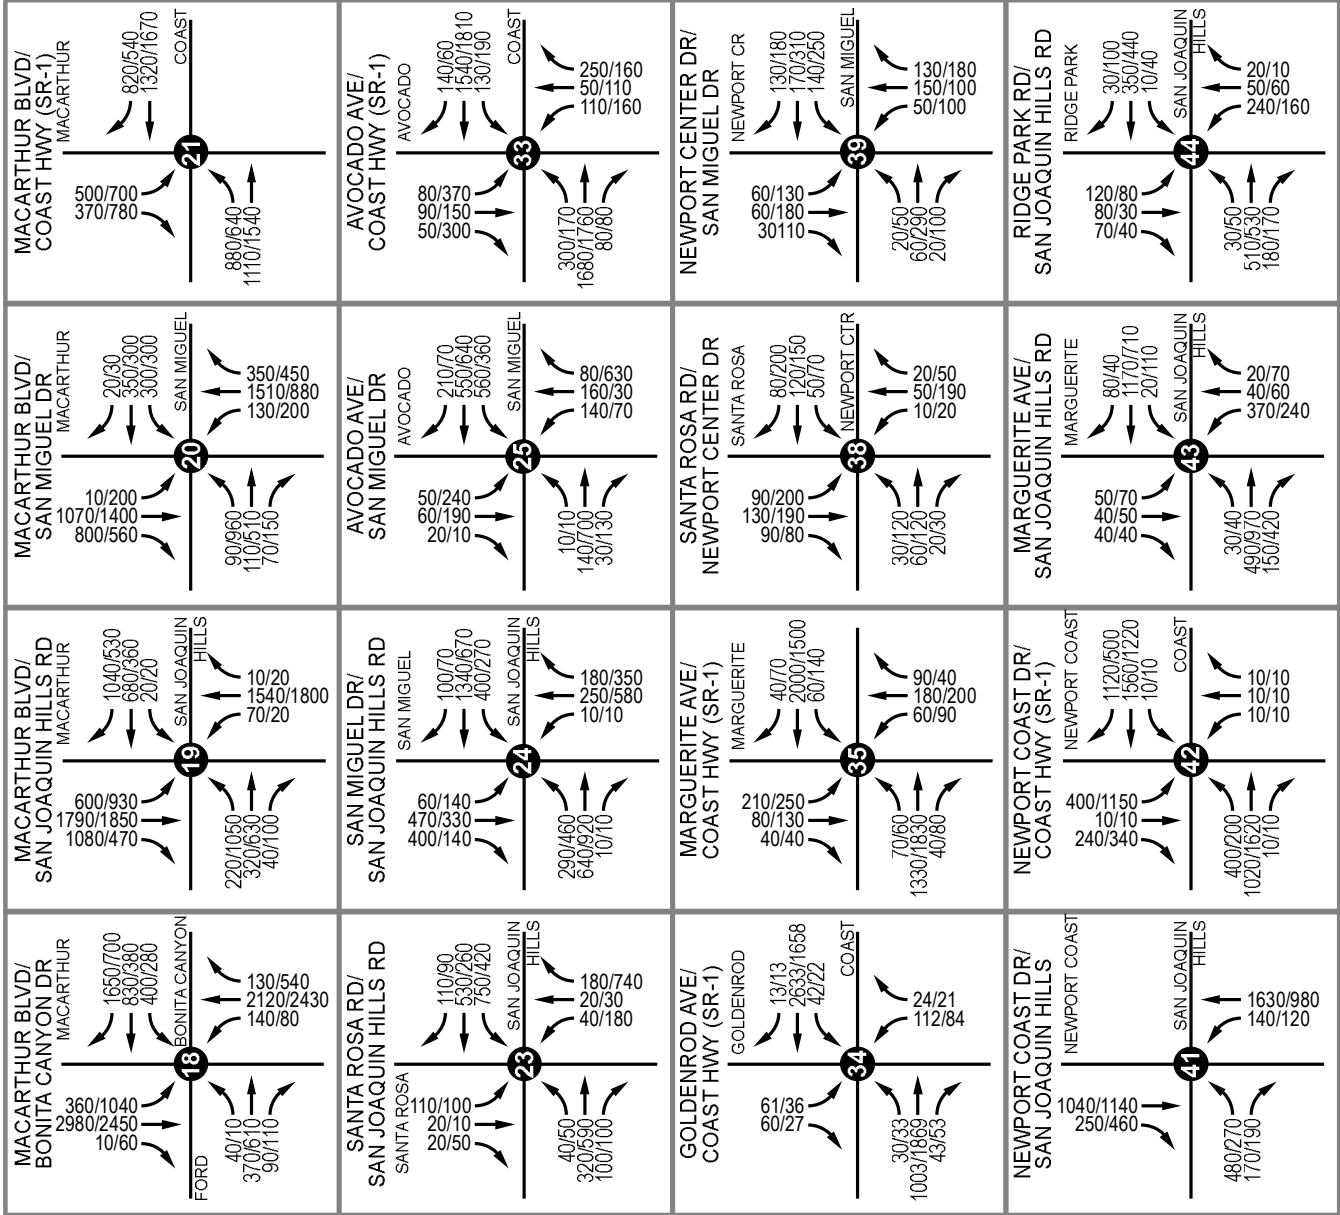 MACARTHUR BLVD/
COAST HWY (SR-1)
MACARTHUR
820/540
1320/1670
COAST
21
500/700
370/780
880/640
1110/1540
AVOCADO AVE/
COAST HWY (SR-1)
AVOCADO
140/60
1540/1810
130/190
COAST
250/160
50/110
110/160
33
80/370
90/150
50/300
300/170
1680/1760
80/80
NEWPORT CENTER DR/
SAN MIGUEL DR
NEWPORT CR
130/180
170/310
140/250
SAN MIGUEL
130/180
150/100
50/100
39
60/130
60/180
30110
20/50
60/290
20/100
RIDGE PARK RD/
SAN JOAQUIN HILLS RD
RIDGE PARK
30/100
350/440
10/40
SAN JOAQUIN
HILLS
20/10
50/60
240/160
44
120/80
80/30
70/40
30/50
510/530
180/170
MACARTHUR BLVD/
SAN MIGUEL DR
MACARTHUR
20/30
350/300
300/300
SAN MIGUEL
350/450
1510/880
130/200
20
10/200
1070/1400
800/560
90/960
110/510
70/150
AVOCADO AVE/
SAN MIGUEL DR
AVOCADO
210/70
550/640
560/360
SAN MIGUEL
80/630
160/30
140/70
25
50/240
60/190
20/10
10/10
140/700
30/130
SANTA ROSA RD/
NEWPORT CENTER DR
SANTA ROSA
80/200
120/150
50/70
NEWPORT CTR
20/50
50/190
10/20
38
90/200
130/190
90/80
30/120
60/120
20/30
MARGUERITE AVE/
SAN JOAQUIN HILLS RD
MARGUERITE
80/40
1170/710
20/110
SAN JOAQUIN
HILLS
20/70
40/60
370/240
43
50/70
40/50
40/40
30/40
490/970
150/420
MACARTHUR BLVD/
SAN JOAQUIN HILLS RD
MACARTHUR
1040/530
680/360
20/20
SAN JOAQUIN
HILLS
10/20
1540/1800
70/20
19
600/930
1790/1850
1080/470
220/1050
320/630
40/100
SAN MIGUEL DR/
SAN JOAQUIN HILLS RD
SAN MIGUEL
100/70
1340/670
400/270
SAN JOAQUIN
HILLS
180/350
250/580
10/10
24
60/140
470/330
400/140
290/460
640/920
10/10
MARGUERITE AVE/
COAST HWY (SR-1)
MARGUERITE
40/70
2000/1500
60/140
90/40
180/200
60/90
35
210/250
80/130
40/40
70/60
1330/1830
40/80
NEWPORT COAST DR/
COAST HWY (SR-1)
NEWPORT COAST
1120/500
1560/1220
10/10
COAST
10/10
10/10
10/10
42
400/1150
10/10
240/340
400/200
1020/1620
10/10
MACARTHUR BLVD/
BONITA CANYON DR
MACARTHUR
1650/700
830/380
400/280
BONITA CANYON
130/540
2120/2430
140/80
18
360/1040
2980/2450
10/60
FORD
40/10
370/610
90/110
SANTA ROSA RD/
SAN JOAQUIN HILLS RD
SANTA ROSA
110/90
530/260
750/420
SAN JOAQUIN
HILLS
180/740
20/30
40/180
23
110/100
20/10
20/50
40/50
320/590
100/100
GOLDENROD AVE/
COAST HWY (SR-1)
GOLDENROD
13/13
2633/1658
42/22
COAST
24/21
112/84
34
61/36
60/27
30/33
1003/1869
43/53
NEWPORT COAST DR/
SAN JOAQUIN HILLS
NEWPORT COAST
SAN JOAQUIN
HILLS
1630/980
140/120
41
1040/1140
250/460
480/270
170/190